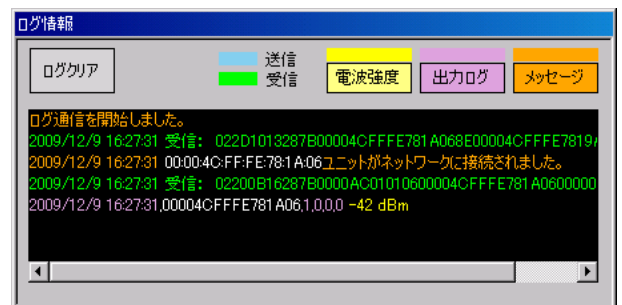 ログ情報
ログクリア
送信
受信
電波強度
出力ログ
メッセージ
ログ通信を開始しました。
2009/12/9 16:27:31 受信: 022D1013287B00004CFFFE781A068E00004CFFFE7819A
2009/12/9 16:27:31 00:00:4C:FF:FE:78:1A:06ユニットがネットワークに接続されました。
2009/12/9 16:27:31 受信: 02200B16287B0000AC01010600004CFFFE781A0600000
2009/12/9 16:27:31,00004CFFFE781A06,1,0,0,0 -42 dBm